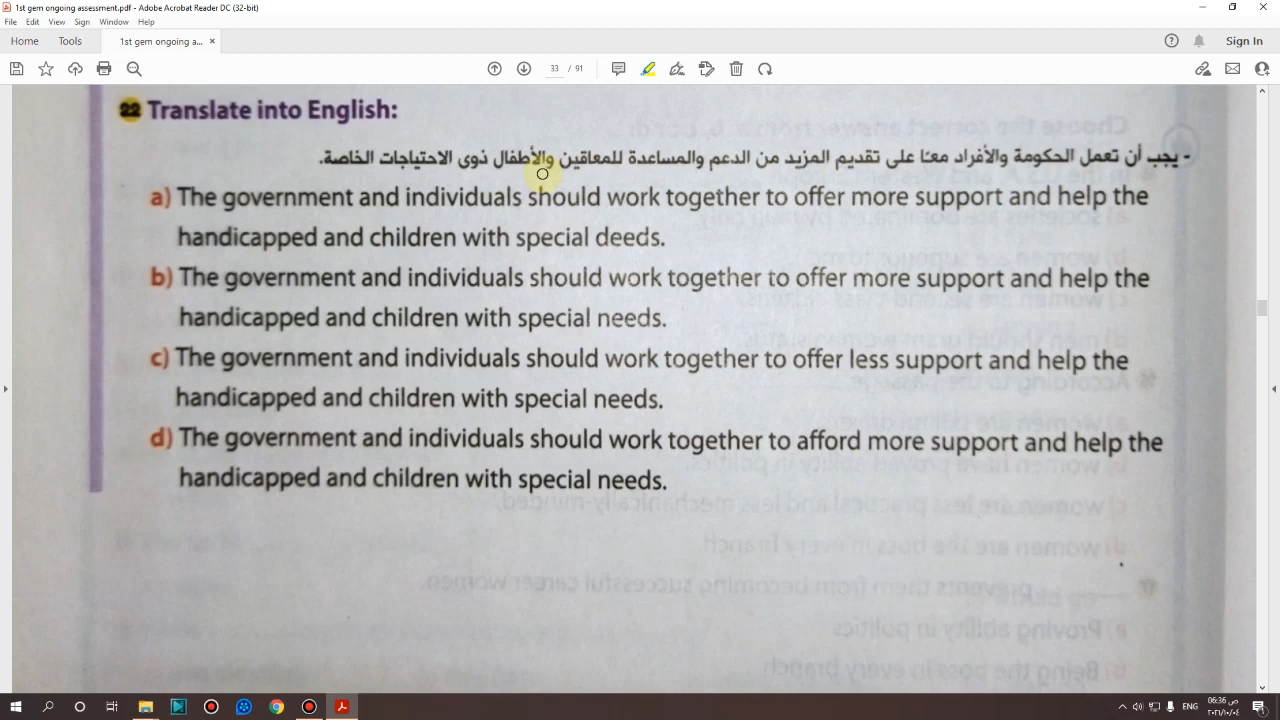 1st gem ongoing assessment.pdf - Adobe Acrobat Reader DC (32-bit)
File Edit View Sign Window Help
Home Tools 1st gem ongoing a... × Sign In
33 / 91
22 Translate into English:
- يجب أن تعمل الحكومة والأفراد معًا على تقديم المزيد من الدعم والمساعدة للمعاقين والأطفال ذوى الاحتياجات الخاصة.
a) The government and individuals should work together to offer more support and help the
handicapped and children with special deeds.
b) The government and individuals should work together to offer more support and help the
handicapped and children with special needs.
c) The government and individuals should work together to offer less support and help the
handicapped and children with special needs.
d) The government and individuals should work together to afford more support and help the
handicapped and children with special needs.
ENG
06:36 ص
٢٠٢١/١٠/٠٤